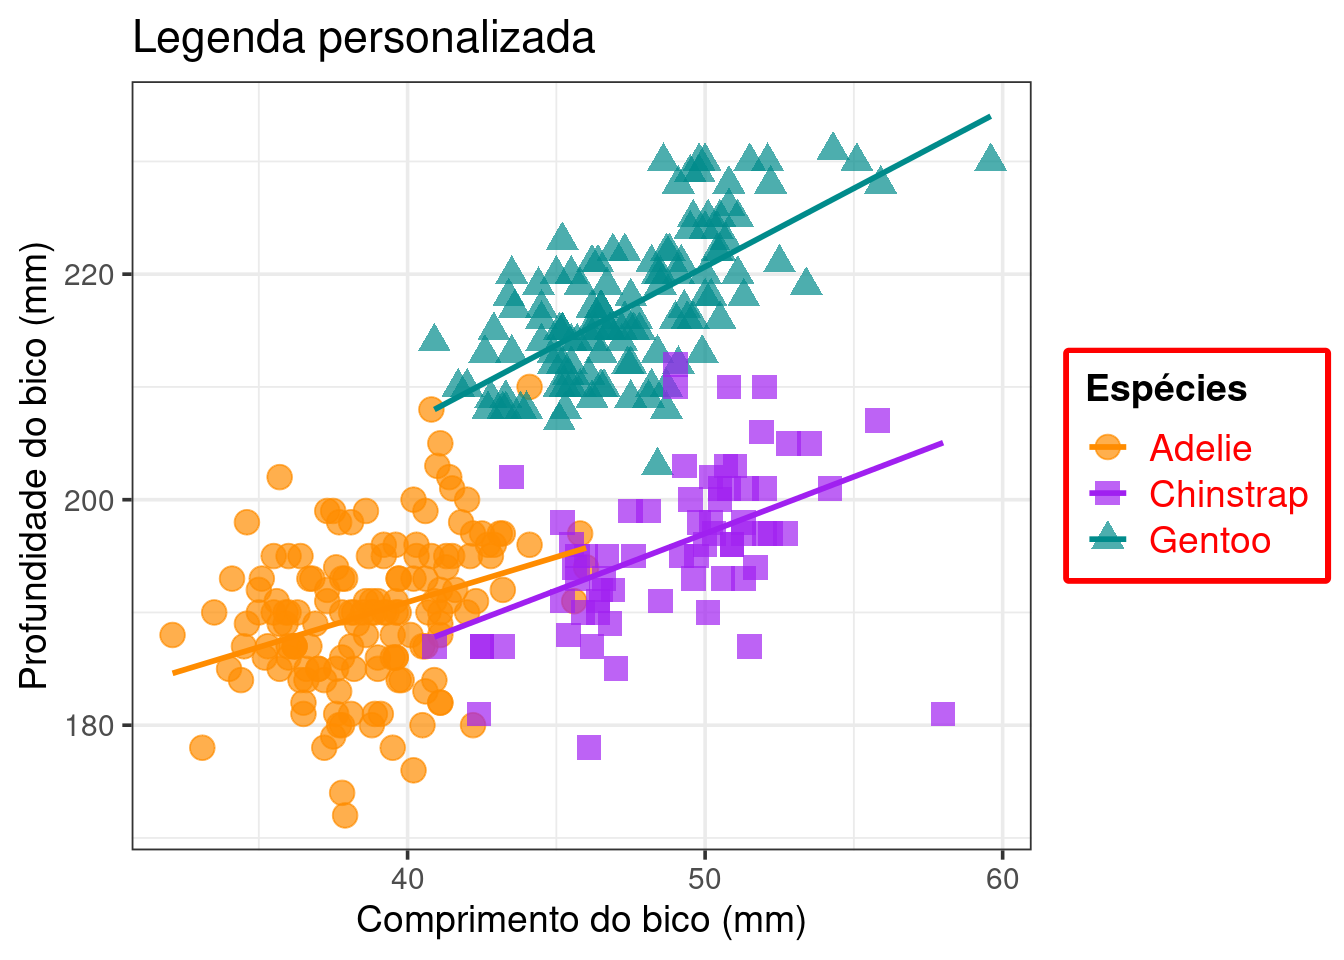 Legenda personalizada
Profundidade do bico (mm)
220
200
180
40
50
60
Comprimento do bico (mm)
Espécies
Adelie
Chinstrap
Gentoo